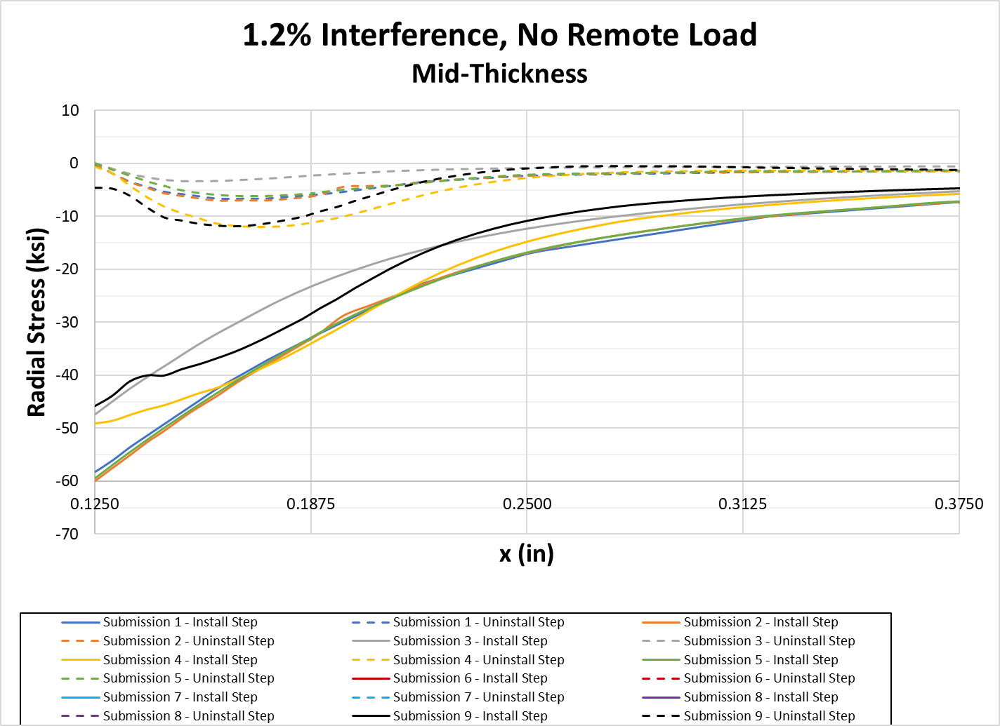 1.2% Interference, No Remote Load
Mid-Thickness
10
0
-10
-20
-30
-40
-50
-60
-70
Radial Stress (ksi)
0.1250 0.1875 0.2500 0.3125 0.3750
x (in)
Submission 1 - Install Step Submission 1 - Uninstall Step Submission 2 - Install Step
Submission 2 - Uninstall Step Submission 3 - Install Step Submission 3 - Uninstall Step
Submission 4 - Install Step Submission 4 - Uninstall Step Submission 5 - Install Step
Submission 5 - Uninstall Step Submission 6 - Install Step Submission 6 - Uninstall Step
Submission 7 - Install Step Submission 7 - Uninstall Step Submission 8 - Install Step
Submission 8 - Uninstall Step Submission 9 - Install Step Submission 9 - Uninstall Step